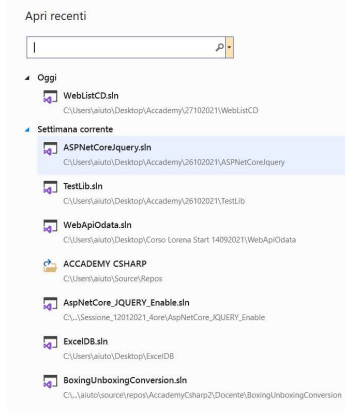 Apri recenti
Oggi
WebListCD.sln
C:\Users\aiuto\Desktop\Accademy\27102021\WebListCD
Settimana corrente
ASPNetCoreJquery.sln
C:\Users\aiuto\Desktop\Accademy\26102021\ASPNetCoreJquery
TestLib.sln
C:\Users\aiuto\Desktop\Accademy\26102021\TestLib
WebApiOdata.sln
C:\Users\aiuto\Desktop\Corso Lorena Start 14092021\WebApiOdata
ACCADEMY CSHARP
C:\Users\aiuto\Source\Repos
AspNetCore_JQUERY_Enable.sln
C:\...\Sessione_12012021_4ore\AspNetCore_JQUERY_Enable
ExcelDB.sln
C:\Users\aiuto\Desktop\ExcelDB
BoxingUnboxingConversion.sln
C:\...\aiuto\source\repos\AccademyCsharp2\Docente\BoxingUnboxingConversion